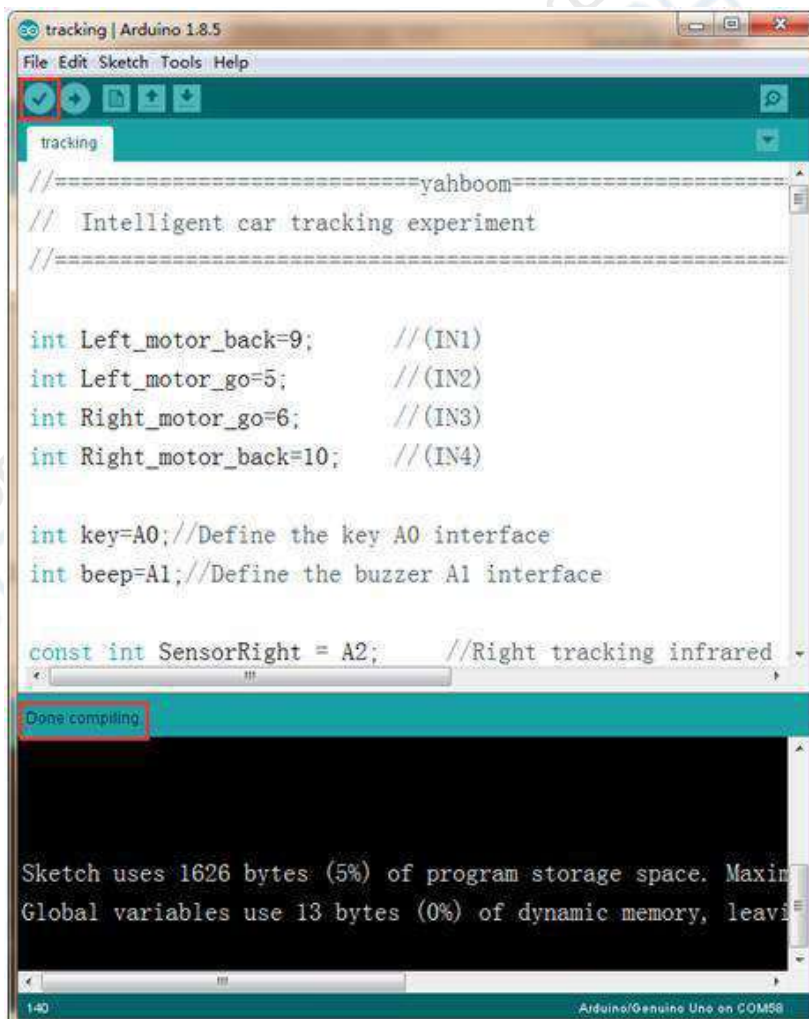 tracking | Arduino 1.8.5
File Edit Sketch Tools Help
tracking
//============================yahboom=====================
// Intelligent car tracking experiment
//========================================================
int Left_motor_back=9; //(IN1)
int Left_motor_go=5; //(IN2)
int Right_motor_go=6; //(IN3)
int Right_motor_back=10; //(IN4)
int key=A0;//Define the key A0 interface
int beep=A1;//Define the buzzer A1 interface
const int SensorRight = A2; //Right tracking infrared
Done compiling.
Sketch uses 1626 bytes (5%) of program storage space. Maxim
Global variables use 13 bytes (0%) of dynamic memory, leavi
140 Arduino/Genuino Uno on COM58